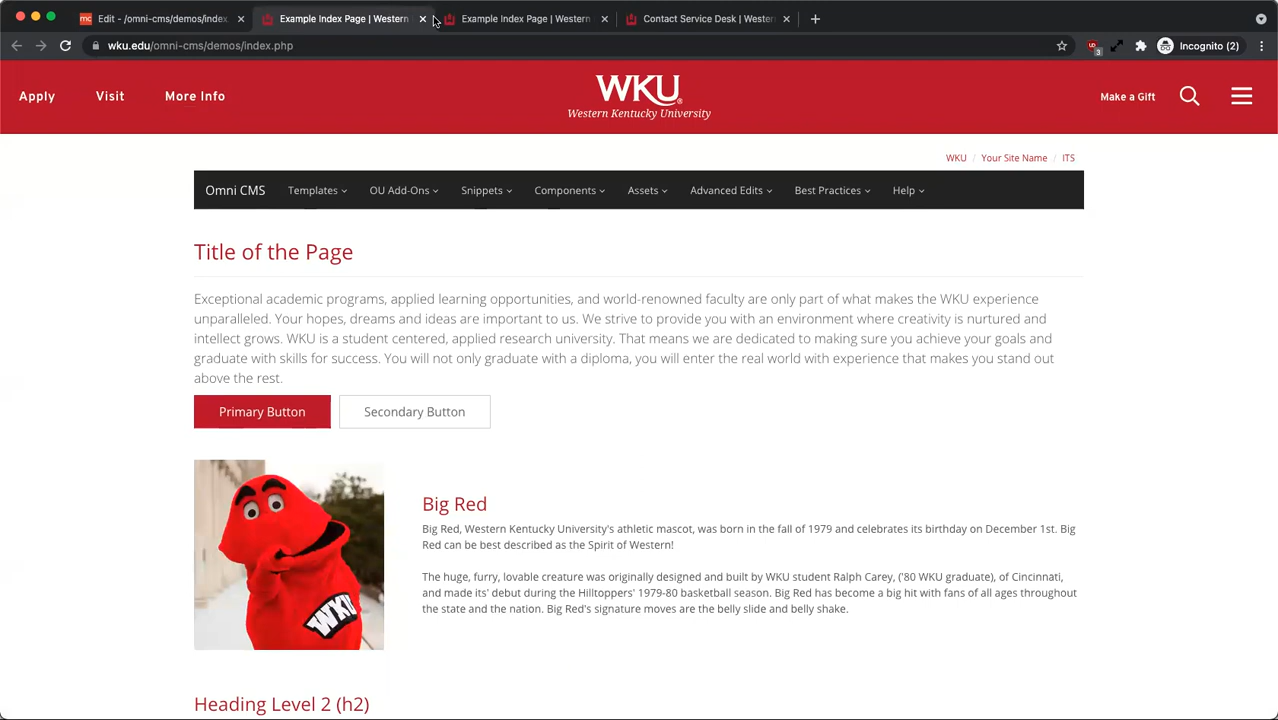 Edit - /omni-cms/demos/index.
Example Index Page | Western
Example Index Page | Western
Contact Service Desk | Wester
wku.edu/omni-cms/demos/index.php
3
Incognito (2)
Apply
Visit
More Info
WKU
Western Kentucky University
Make a Gift
WKU / Your Site Name / ITS
Omni CMS
Templates
OU Add-Ons
Snippets
Components
Assets
Advanced Edits
Best Practices
Help
Title of the Page
Exceptional academic programs, applied learning opportunities, and world-renowned faculty are only part of what makes the WKU experience
unparalleled. Your hopes, dreams and ideas are important to us. We strive to provide you with an environment where creativity is nurtured and
intellect grows. WKU is a student centered, applied research university. That means we are dedicated to making sure you achieve your goals and
graduate with skills for success. You will not only graduate with a diploma, you will enter the real world with experience that makes you stand out
above the rest.
Primary Button
Secondary Button
WKU
Big Red
Big Red, Western Kentucky University's athletic mascot, was born in the fall of 1979 and celebrates its birthday on December 1st. Big
Red can be best described as the Spirit of Western!
The huge, furry, lovable creature was originally designed and built by WKU student Ralph Carey, ('80 WKU graduate), of Cincinnati,
and made its' debut during the Hilltoppers' 1979-80 basketball season. Big Red has become a big hit with fans of all ages throughout
the state and the nation. Big Red's signature moves are the belly slide and belly shake.
Heading Level 2 (h2)